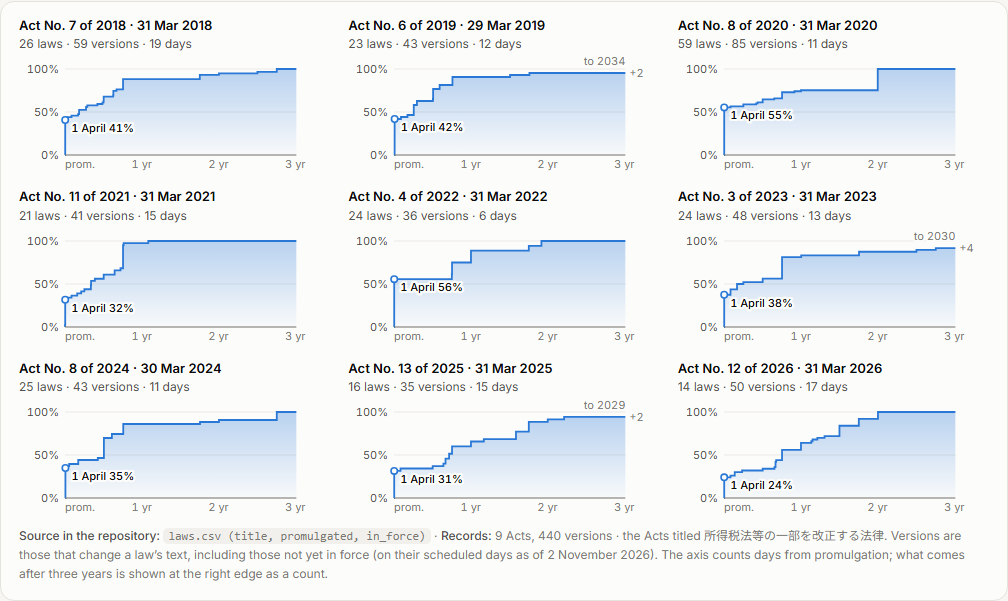 Act No. 7 of 2018 · 31 Mar 2018
26 laws · 59 versions · 19 days
100%
50%
0%
1 April 41%
prom.
1 yr
2 yr
3 yr
Act No. 6 of 2019 · 29 Mar 2019
23 laws · 43 versions · 12 days
to 2034
100%
+2
50%
0%
1 April 42%
prom.
1 yr
2 yr
3 yr
Act No. 8 of 2020 · 31 Mar 2020
59 laws · 85 versions · 11 days
100%
50%
0%
1 April 55%
prom.
1 yr
2 yr
3 yr
Act No. 11 of 2021 · 31 Mar 2021
21 laws · 41 versions · 15 days
100%
50%
0%
1 April 32%
prom.
1 yr
2 yr
3 yr
Act No. 4 of 2022 · 31 Mar 2022
24 laws · 36 versions · 6 days
100%
50%
0%
1 April 56%
prom.
1 yr
2 yr
3 yr
Act No. 3 of 2023 · 31 Mar 2023
24 laws · 48 versions · 13 days
to 2030
100%
+4
50%
0%
1 April 38%
prom.
1 yr
2 yr
3 yr
Act No. 8 of 2024 · 30 Mar 2024
25 laws · 43 versions · 11 days
100%
50%
0%
1 April 35%
prom.
1 yr
2 yr
3 yr
Act No. 13 of 2025 · 31 Mar 2025
16 laws · 35 versions · 15 days
to 2029
100%
+2
50%
0%
1 April 31%
prom.
1 yr
2 yr
3 yr
Act No. 12 of 2026 · 31 Mar 2026
14 laws · 50 versions · 17 days
100%
50%
0%
1 April 24%
prom.
1 yr
2 yr
3 yr
Source in the repository: laws.csv (title, promulgated, in_force) · Records: 9 Acts, 440 versions · the Acts titled 所得税法等の一部を改正する法律. Versions are
those that change a law's text, including those not yet in force (on their scheduled days as of 2 November 2026). The axis counts days from promulgation; what comes
after three years is shown at the right edge as a count.